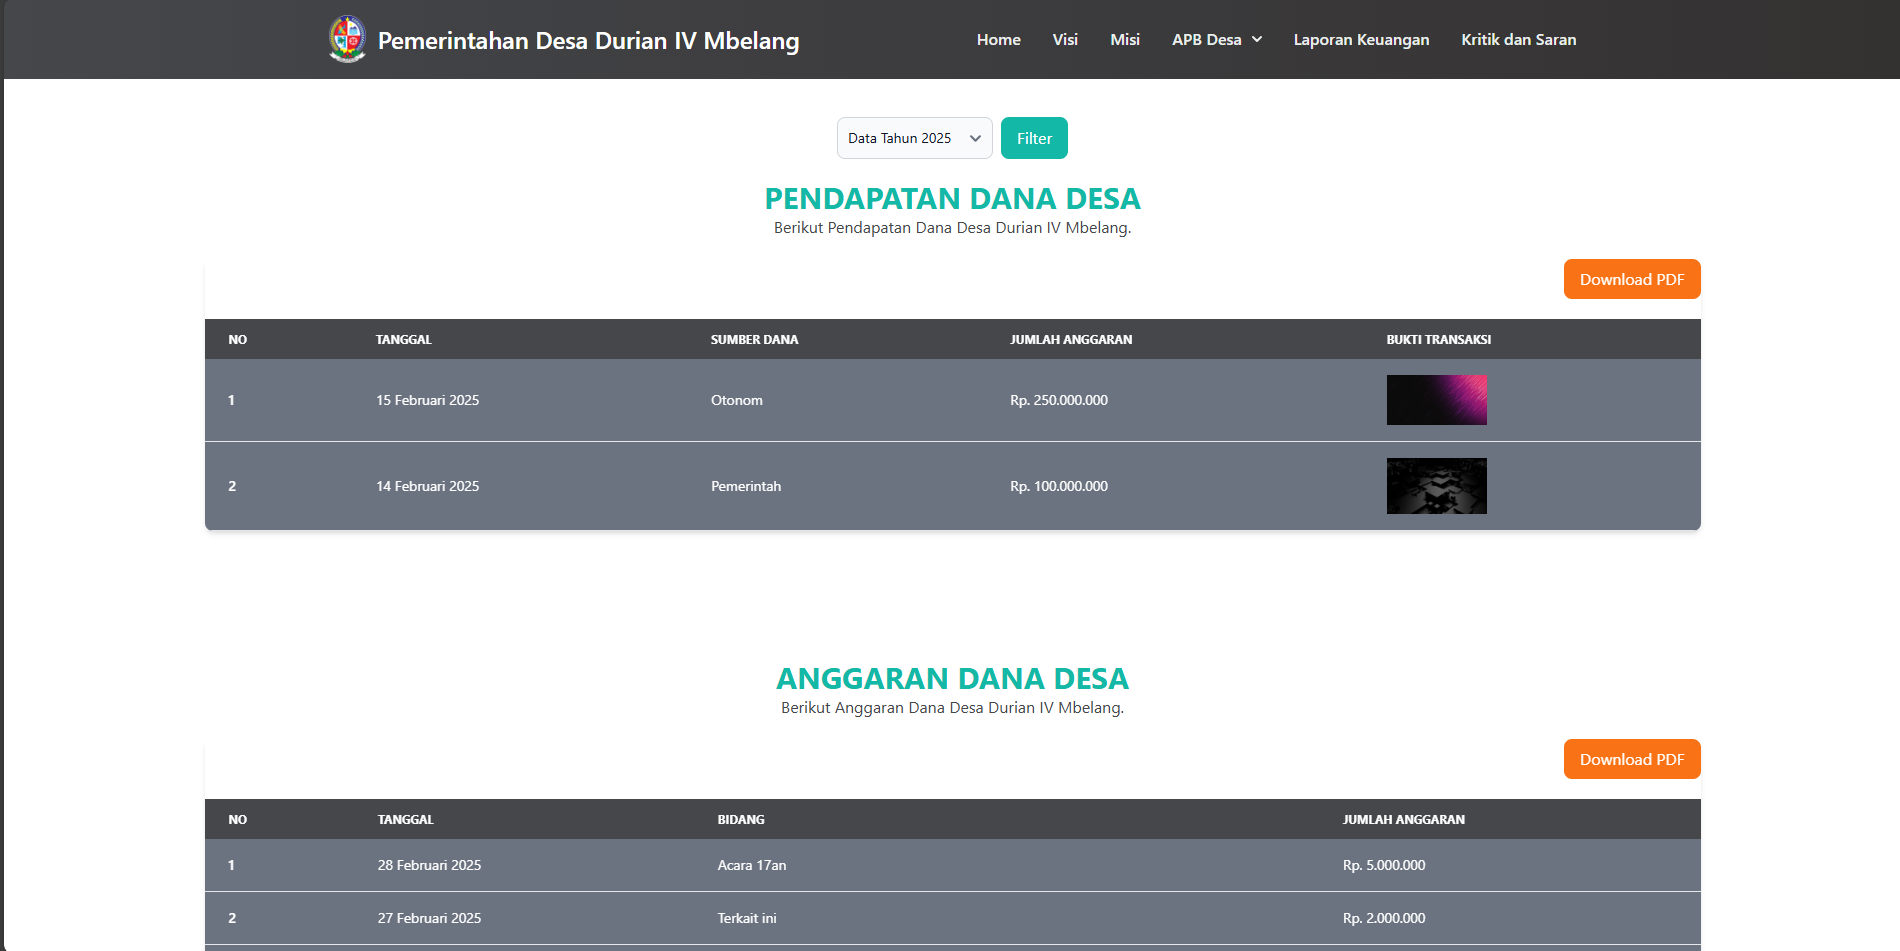 Pemerintahan Desa Durian IV Mbelang
Home Visi Misi APB Desa Laporan Keuangan Kritik dan Saran
Data Tahun 2025 Filter
PENDAPATAN DANA DESA
Berikut Pendapatan Dana Desa Durian IV Mbelang.
Download PDF
NO TANGGAL SUMBER DANA JUMLAH ANGGARAN BUKTI TRANSAKSI
1 15 Februari 2025 Otonom Rp. 250.000.000
2 14 Februari 2025 Pemerintah Rp. 100.000.000
ANGGARAN DANA DESA
Berikut Anggaran Dana Desa Durian IV Mbelang.
Download PDF
NO TANGGAL BIDANG JUMLAH ANGGARAN
1 28 Februari 2025 Acara 17an Rp. 5.000.000
2 27 Februari 2025 Terkait ini Rp. 2.000.000